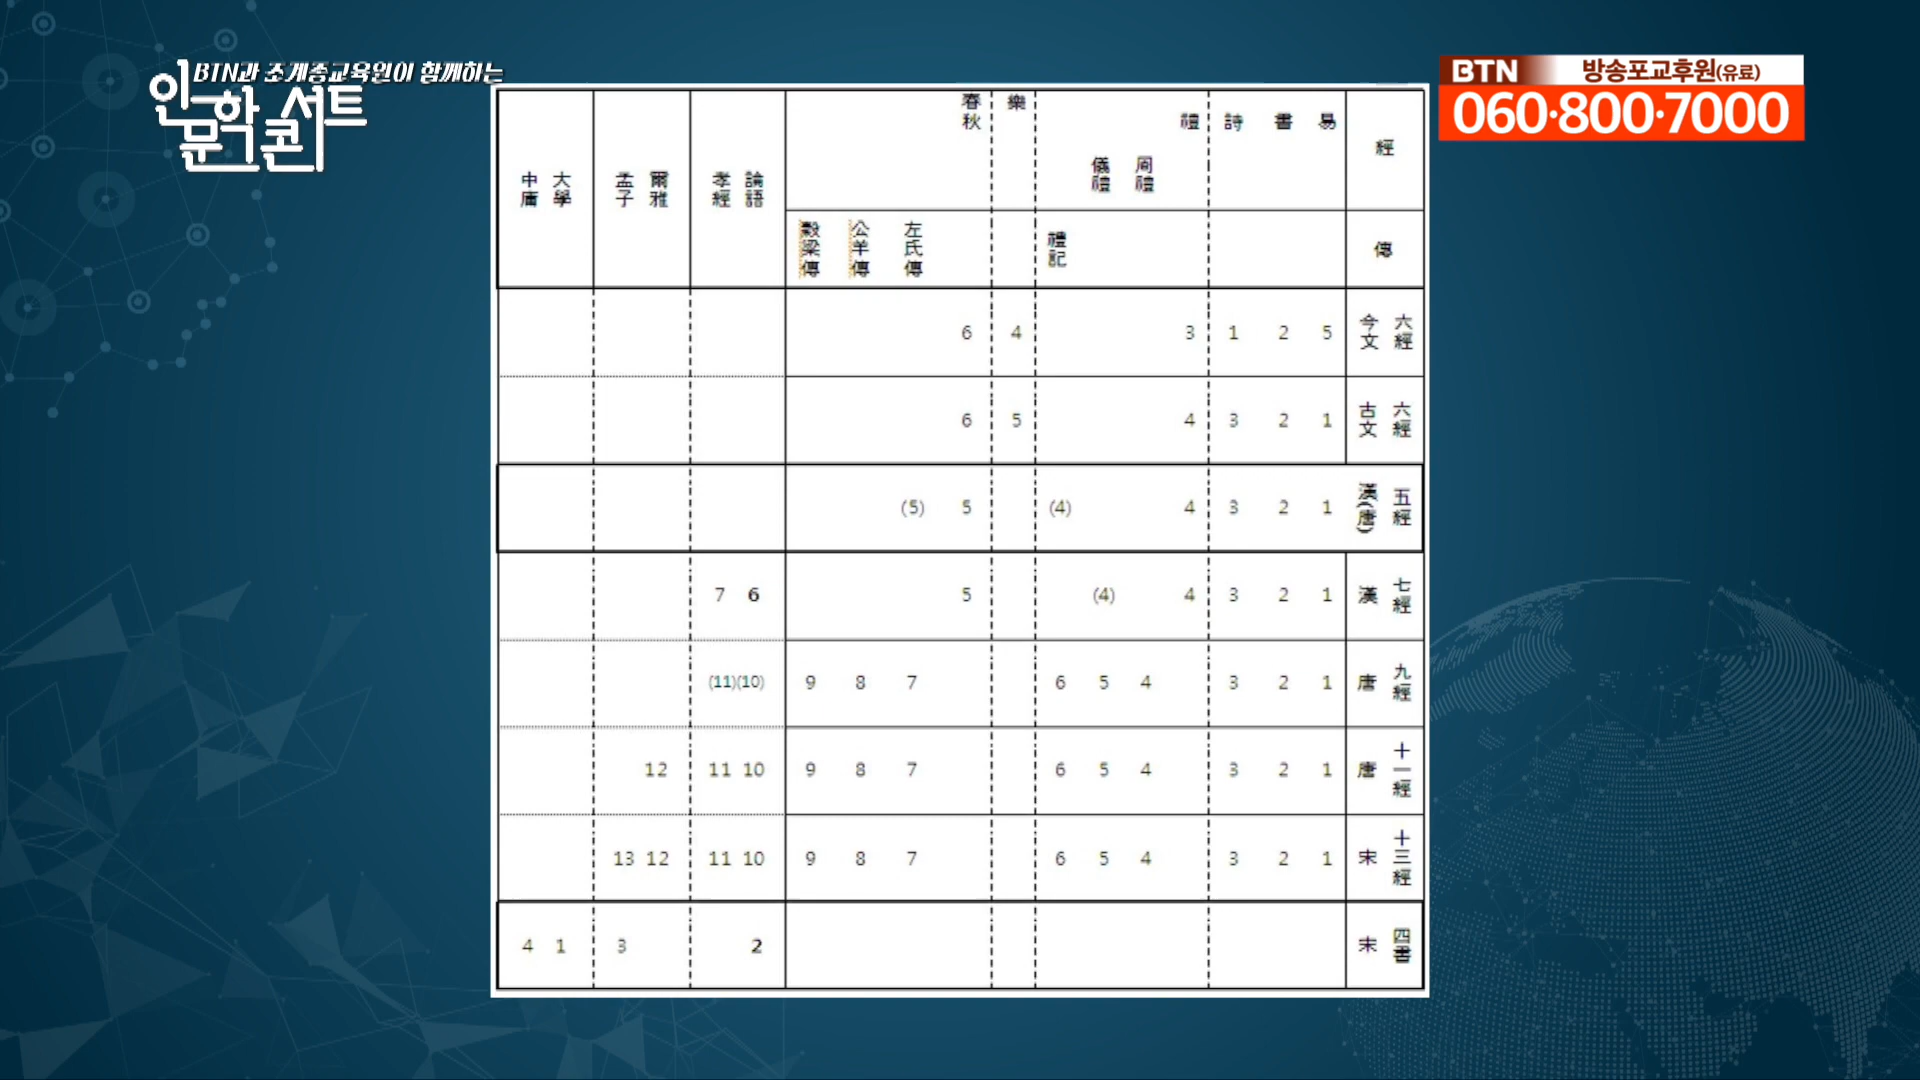 BTN과 조계종교육원이 함께하는
인문학콘서트
BTN 방송포교후원(유료)
060·800·7000
經 易 書 詩 禮 周禮 儀禮 樂 春秋 論語 孝經 爾雅 孟子 大學 中庸
傳 禮記 左氏傳 公羊傳 穀梁傳
六經 今文 5 2 1 3 4 6
六經 古文 1 2 3 4 5 6
五經 漢(唐) 1 2 3 4 (4) 5 (5)
七經 漢 1 2 3 4 (4) 5 6 7
九經 唐 1 2 3 4 5 6 7 8 9 (10) (11)
十一經 唐 1 2 3 4 5 6 7 8 9 10 11 12
十三經 宋 1 2 3 4 5 6 7 8 9 10 11 12 13
四書 宋 2 3 1 4